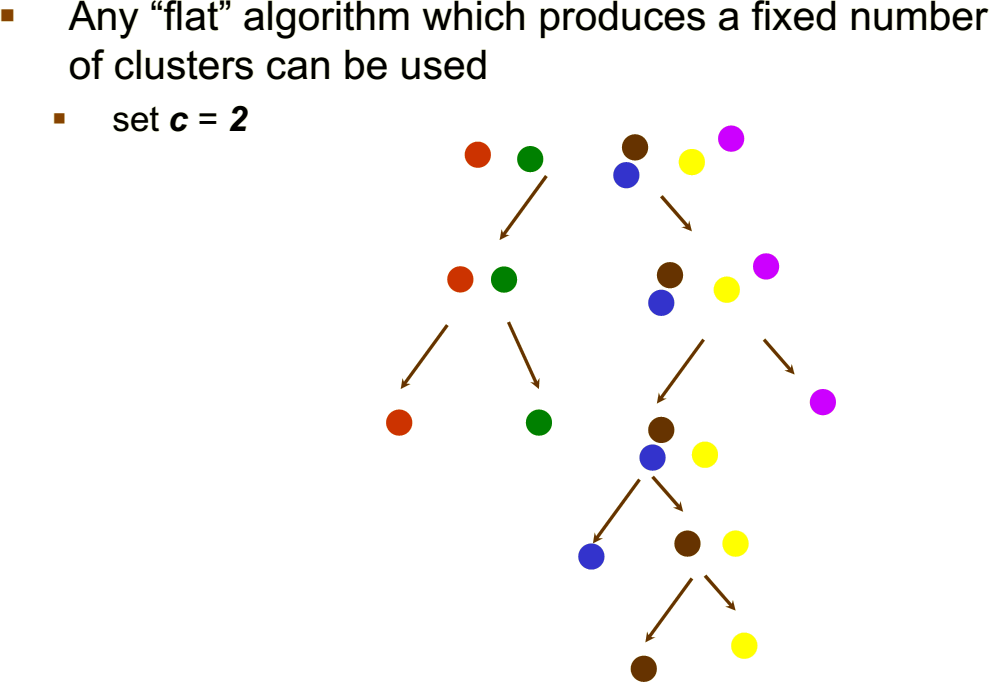 ▪ Any “flat” algorithm which produces a fixed number
of clusters can be used
▪ set c = 2